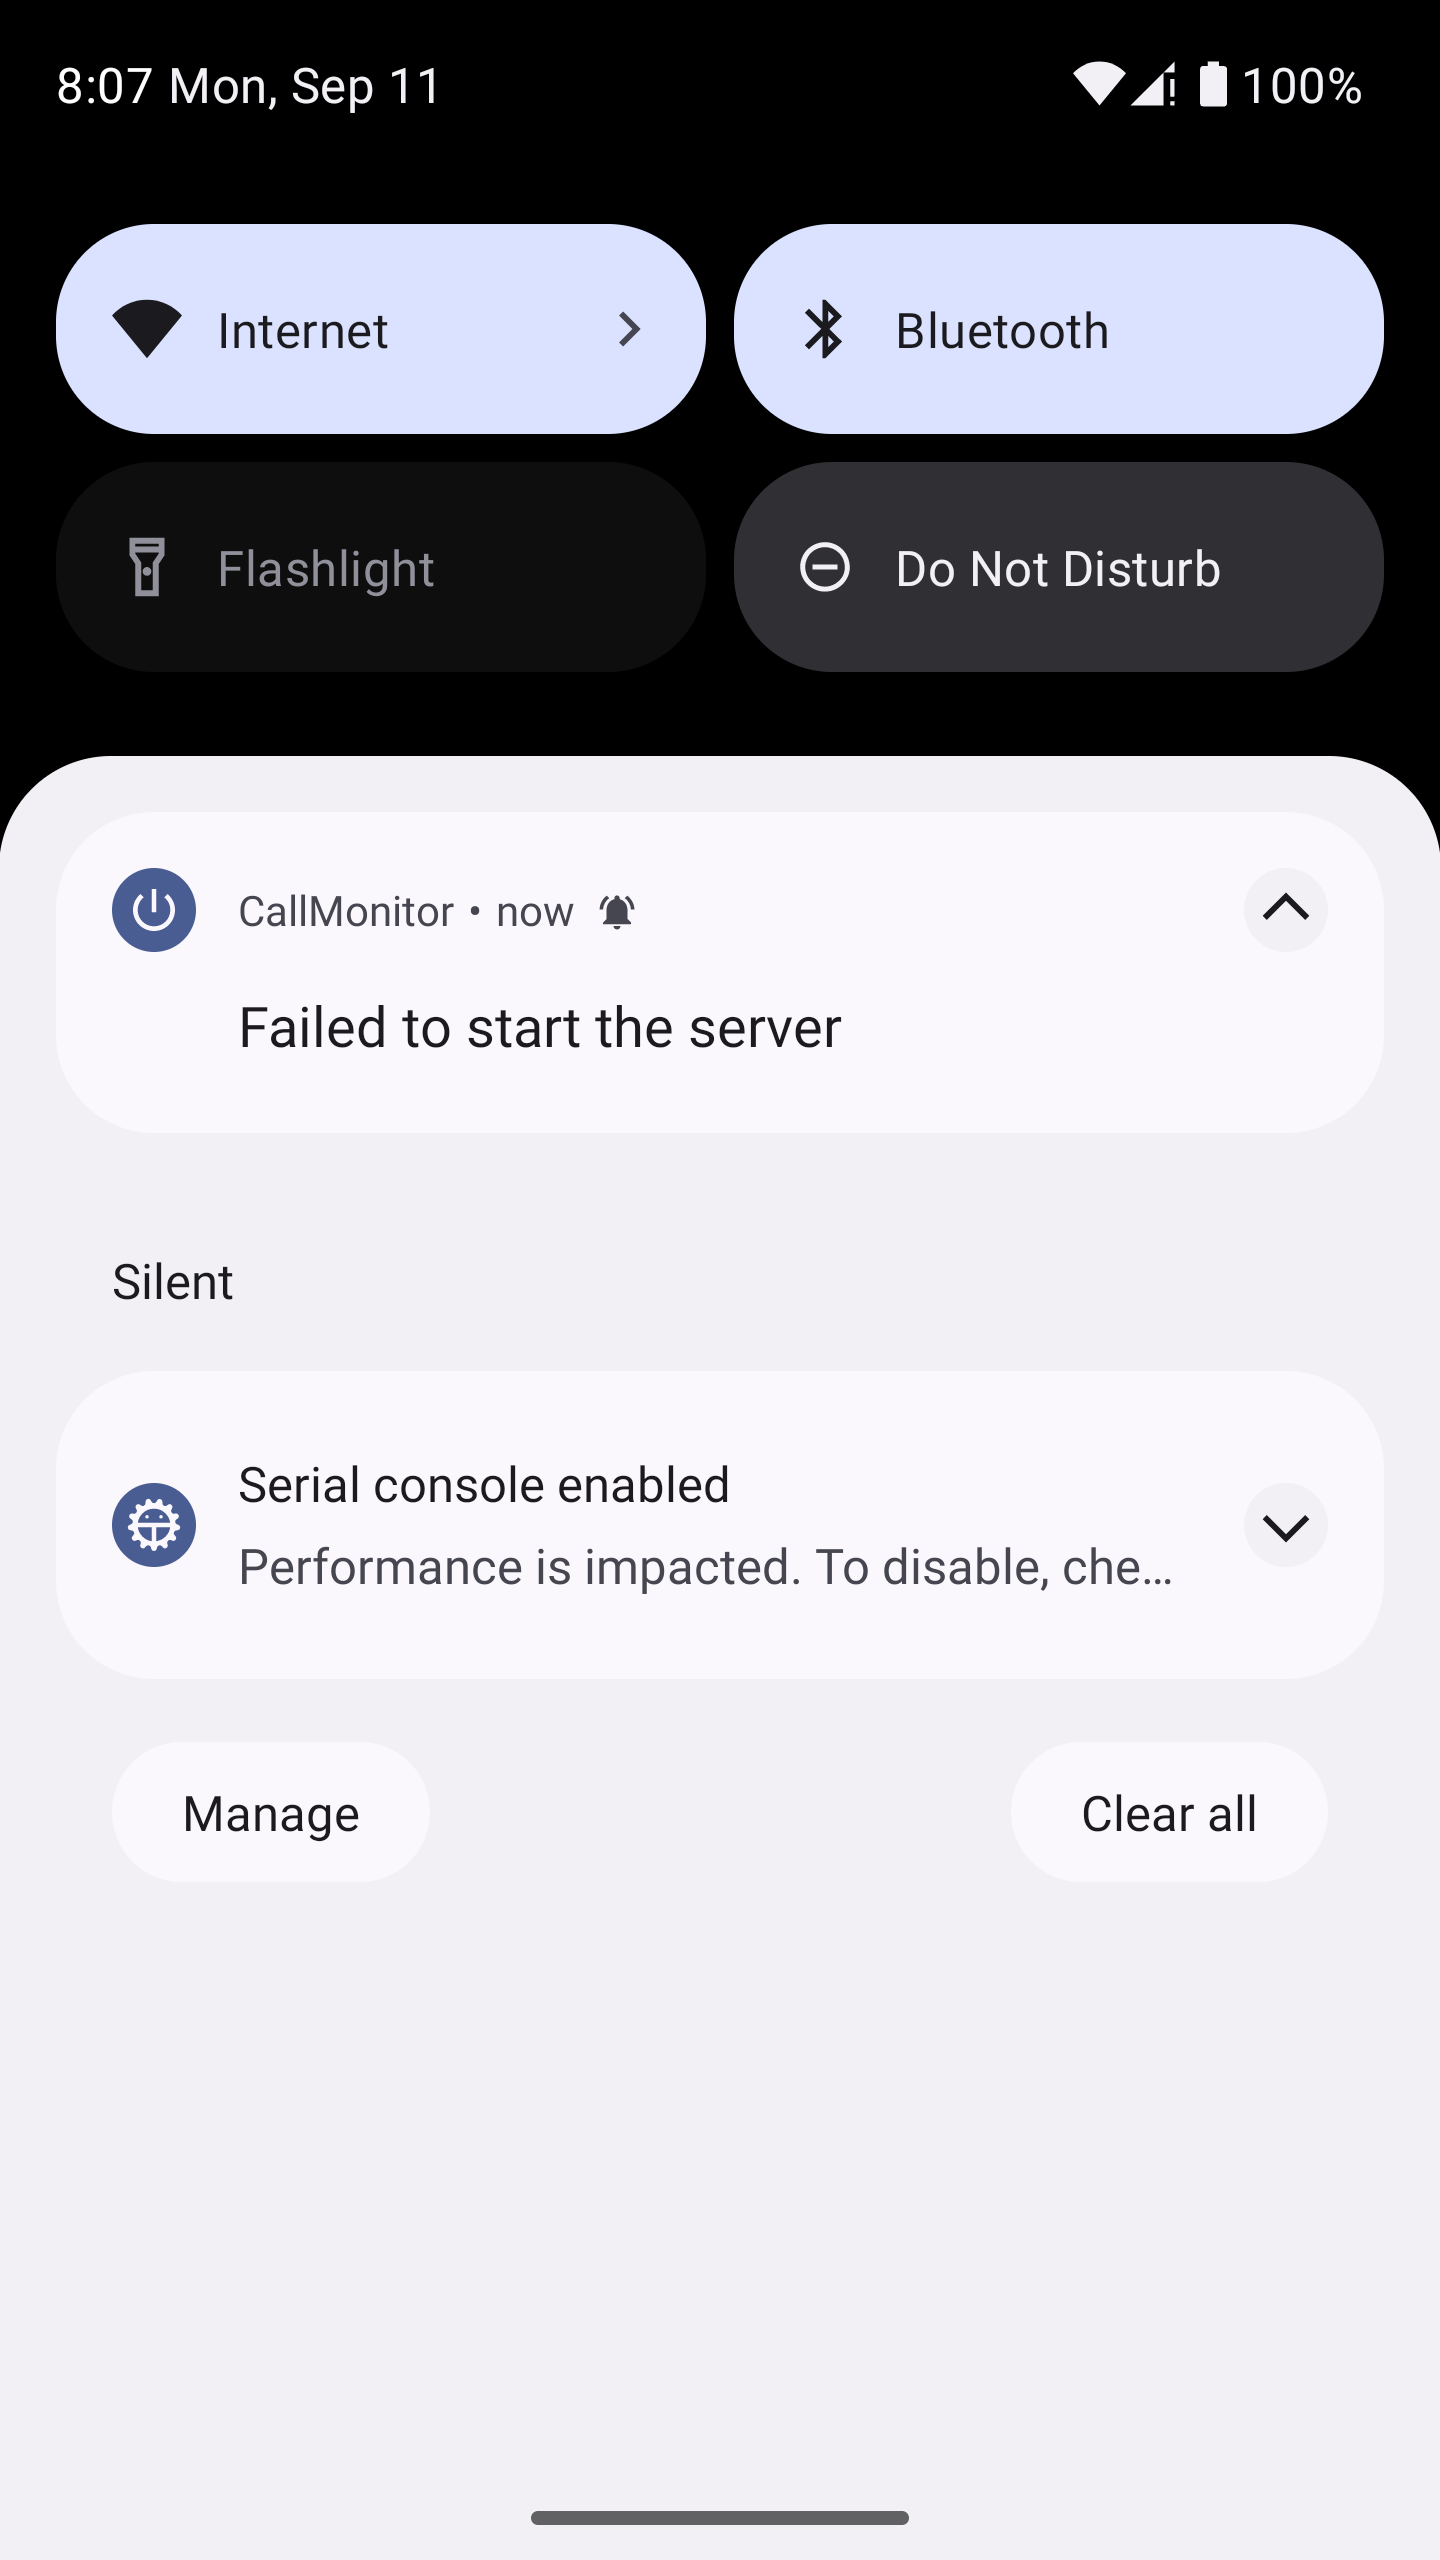 8:07 Mon, Sep 11
100%
Internet
Bluetooth
Flashlight
Do Not Disturb
CallMonitor • now
Failed to start the server
Silent
Serial console enabled
Performance is impacted. To disable, che…
Manage
Clear all